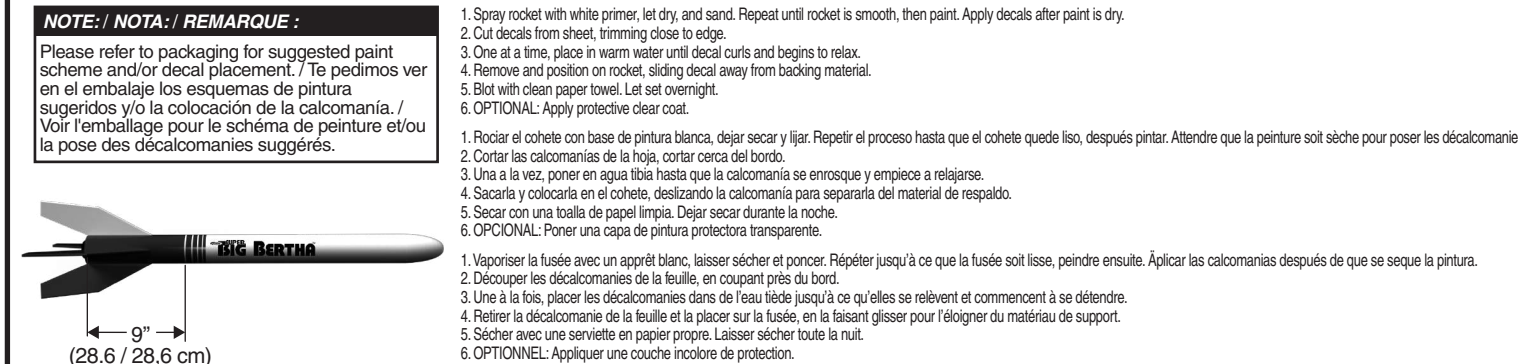 NOTE: / NOTA: / REMARQUE :
Please refer to packaging for suggested paint
scheme and/or decal placement. / Te pedimos ver
en el embalaje los esquemas de pintura
sugeridos y/o la colocación de la calcomanía. /
Voir l'emballage pour le schéma de peinture et/ou
la pose des décalcomanies suggérés.
SUPER
BIG BERTHA
9”
(28.6 / 28,6 cm)
1. Spray rocket with white primer, let dry, and sand. Repeat until rocket is smooth, then paint. Apply decals after paint is dry.
2. Cut decals from sheet, trimming close to edge.
3. One at a time, place in warm water until decal curls and begins to relax.
4. Remove and position on rocket, sliding decal away from backing material.
5. Blot with clean paper towel. Let set overnight.
6. OPTIONAL: Apply protective clear coat.
1. Rociar el cohete con base de pintura blanca, dejar secar y lijar. Repetir el proceso hasta que el cohete quede liso, después pintar. Attendre que la peinture soit sèche pour poser les décalcomanie
2. Cortar las calcomanías de la hoja, cortar cerca del bordo.
3. Una a la vez, poner en agua tibia hasta que la calcomanía se enrosque y empiece a relajarse.
4. Sacarla y colocarla en el cohete, deslizando la calcomanía para separarla del material de respaldo.
5. Secar con una toalla de papel limpia. Dejar secar durante la noche.
6. OPCIONAL: Poner una capa de pintura protectora transparente.
1. Vaporiser la fusée avec un apprêt blanc, laisser sécher et poncer. Répéter jusqu’à ce que la fusée soit lisse, peindre ensuite. Äplicar las calcomanias después de que se seque la pintura.
2. Découper les décalcomanies de la feuille, en coupant près du bord.
3. Une à la fois, placer les décalcomanies dans de l’eau tiède jusqu’à ce qu’elles se relèvent et commencent à se détendre.
4. Retirer la décalcomanie de la feuille et la placer sur la fusée, en la faisant glisser pour l’éloigner du matériau de support.
5. Sécher avec une serviette en papier propre. Laisser sécher toute la nuit.
6. OPTIONNEL: Appliquer une couche incolore de protection.